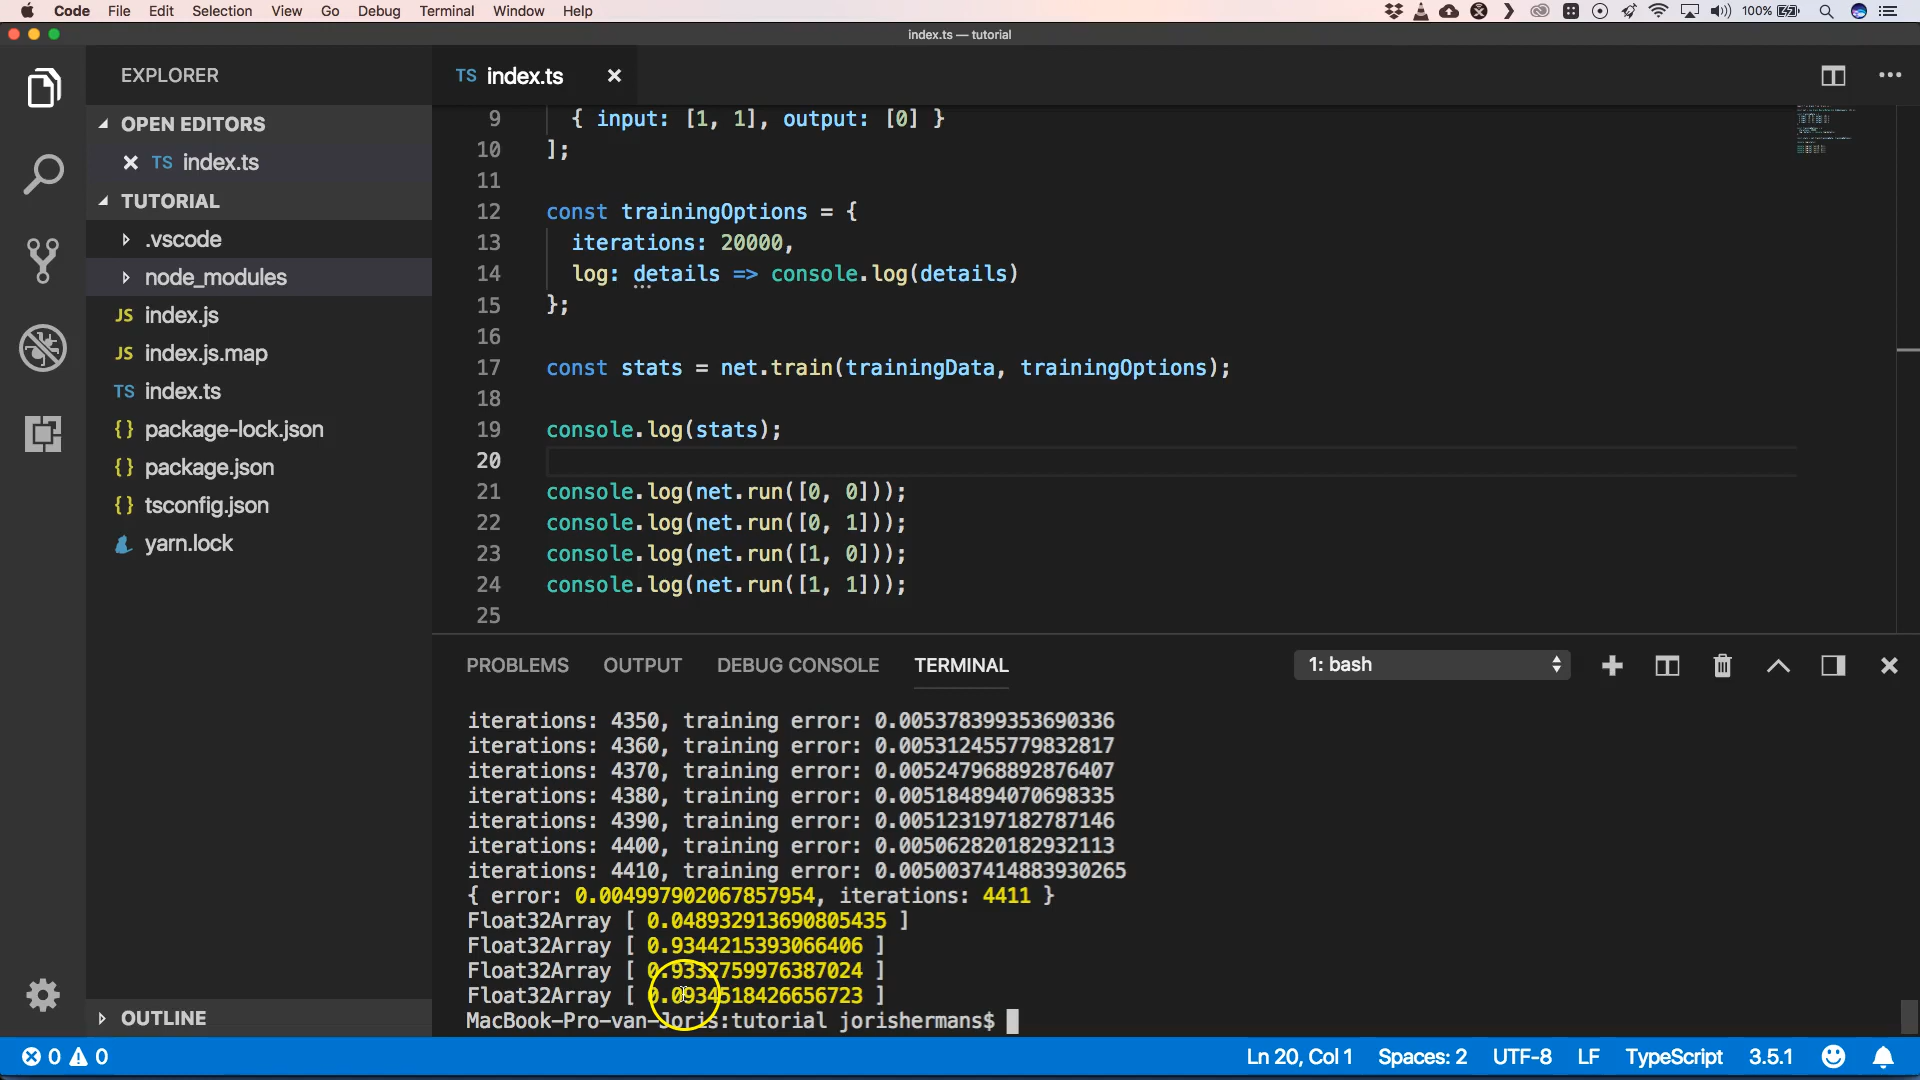 Code File Edit Selection View Go Debug Terminal Window Help 100%
index.ts — tutorial
EXPLORER
OPEN EDITORS
TS index.ts
TUTORIAL
.vscode
node_modules
JS index.js
JS index.js.map
TS index.ts
{} package-lock.json
{} package.json
{} tsconfig.json
yarn.lock
OUTLINE
TS index.ts
9 { input: [1, 1], output: [0] }
10 ];
11
12 const trainingOptions = {
13 iterations: 20000,
14 log: details => console.log(details)
15 };
16
17 const stats = net.train(trainingData, trainingOptions);
18
19 console.log(stats);
20
21 console.log(net.run([0, 0]));
22 console.log(net.run([0, 1]));
23 console.log(net.run([1, 0]));
24 console.log(net.run([1, 1]));
25
PROBLEMS OUTPUT DEBUG CONSOLE TERMINAL 1: bash
iterations: 4350, training error: 0.005378399353690336
iterations: 4360, training error: 0.005312455779832817
iterations: 4370, training error: 0.005247968892876407
iterations: 4380, training error: 0.005184894070698335
iterations: 4390, training error: 0.005123197182787146
iterations: 4400, training error: 0.005062820182932113
iterations: 4410, training error: 0.0050037414883930265
{ error: 0.004997902067857954, iterations: 4411 }
Float32Array [ 0.048932913690805435 ]
Float32Array [ 0.9344215393066406 ]
Float32Array [ 0.9332759976387024 ]
Float32Array [ 0.0934518426656723 ]
MacBook-Pro-van-Joris:tutorial jorishermans$
0 0 Ln 20, Col 1 Spaces: 2 UTF-8 LF TypeScript 3.5.1